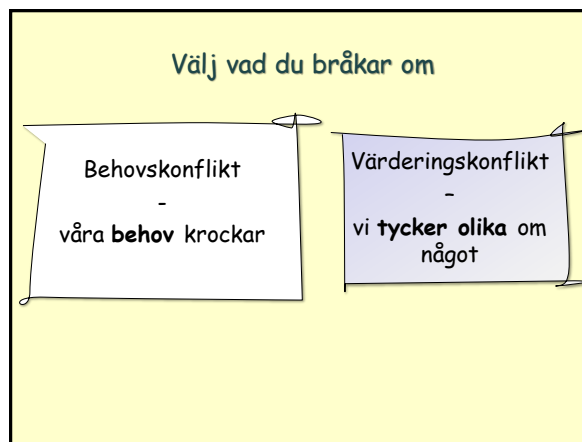 Välj vad du bråkar om
Behovskonflikt
-
våra behov krockar
Värderingskonflikt
–
vi tycker olika om
något